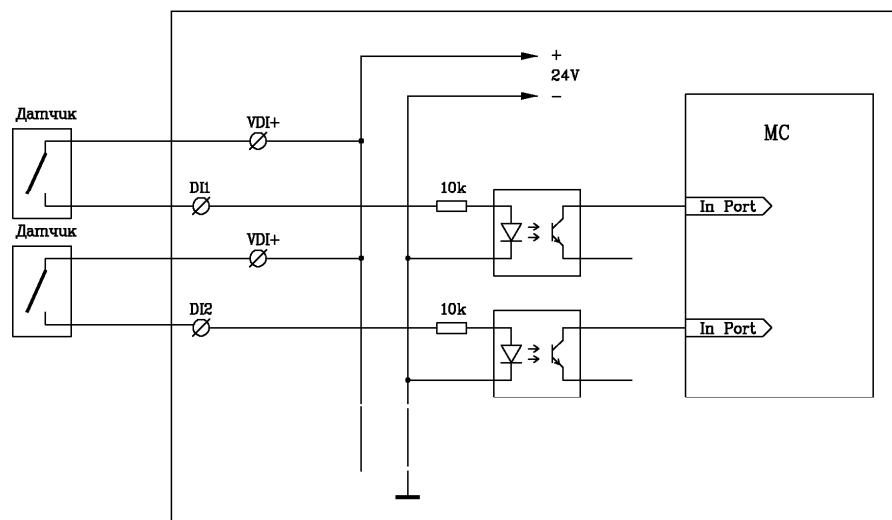 +
24V
−
Датчик
VDI+
MC
DI1
10k
In Port
Датчик
VDI+
DI2
10k
In Port